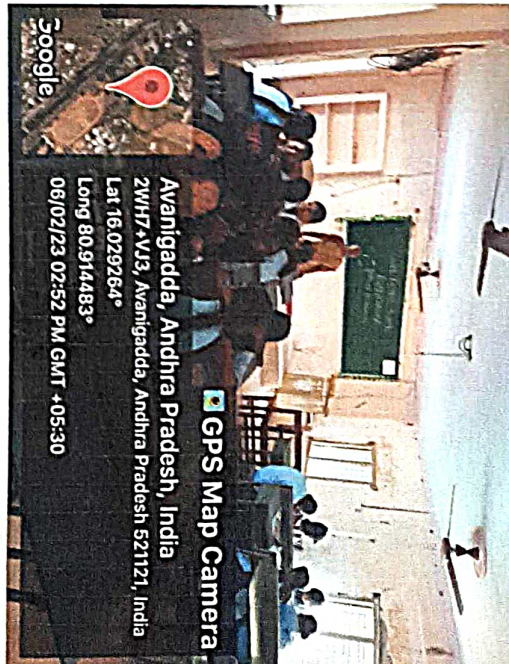 GPS Map Camera
Avanigadda, Andhra Pradesh, India
2WH7+VJ3, Avanigadda, Andhra Pradesh 521121, India
Lat 16.029264°
Long 80.914483°
06/02/23 02:52 PM GMT +05:30
Google